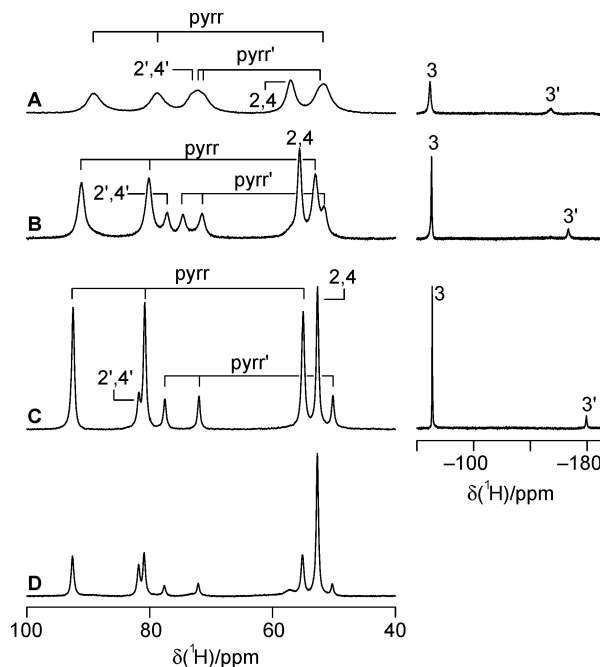 pyrr
2',4' pyrr'
A 2,4 3 3'
pyrr 2,4 3
2',4' pyrr'
B 3'
pyrr 2,4 3
2',4' pyrr'
C 3'
–100 –180
δ(¹H)/ppm
D
100 80 60 40
δ(¹H)/ppm